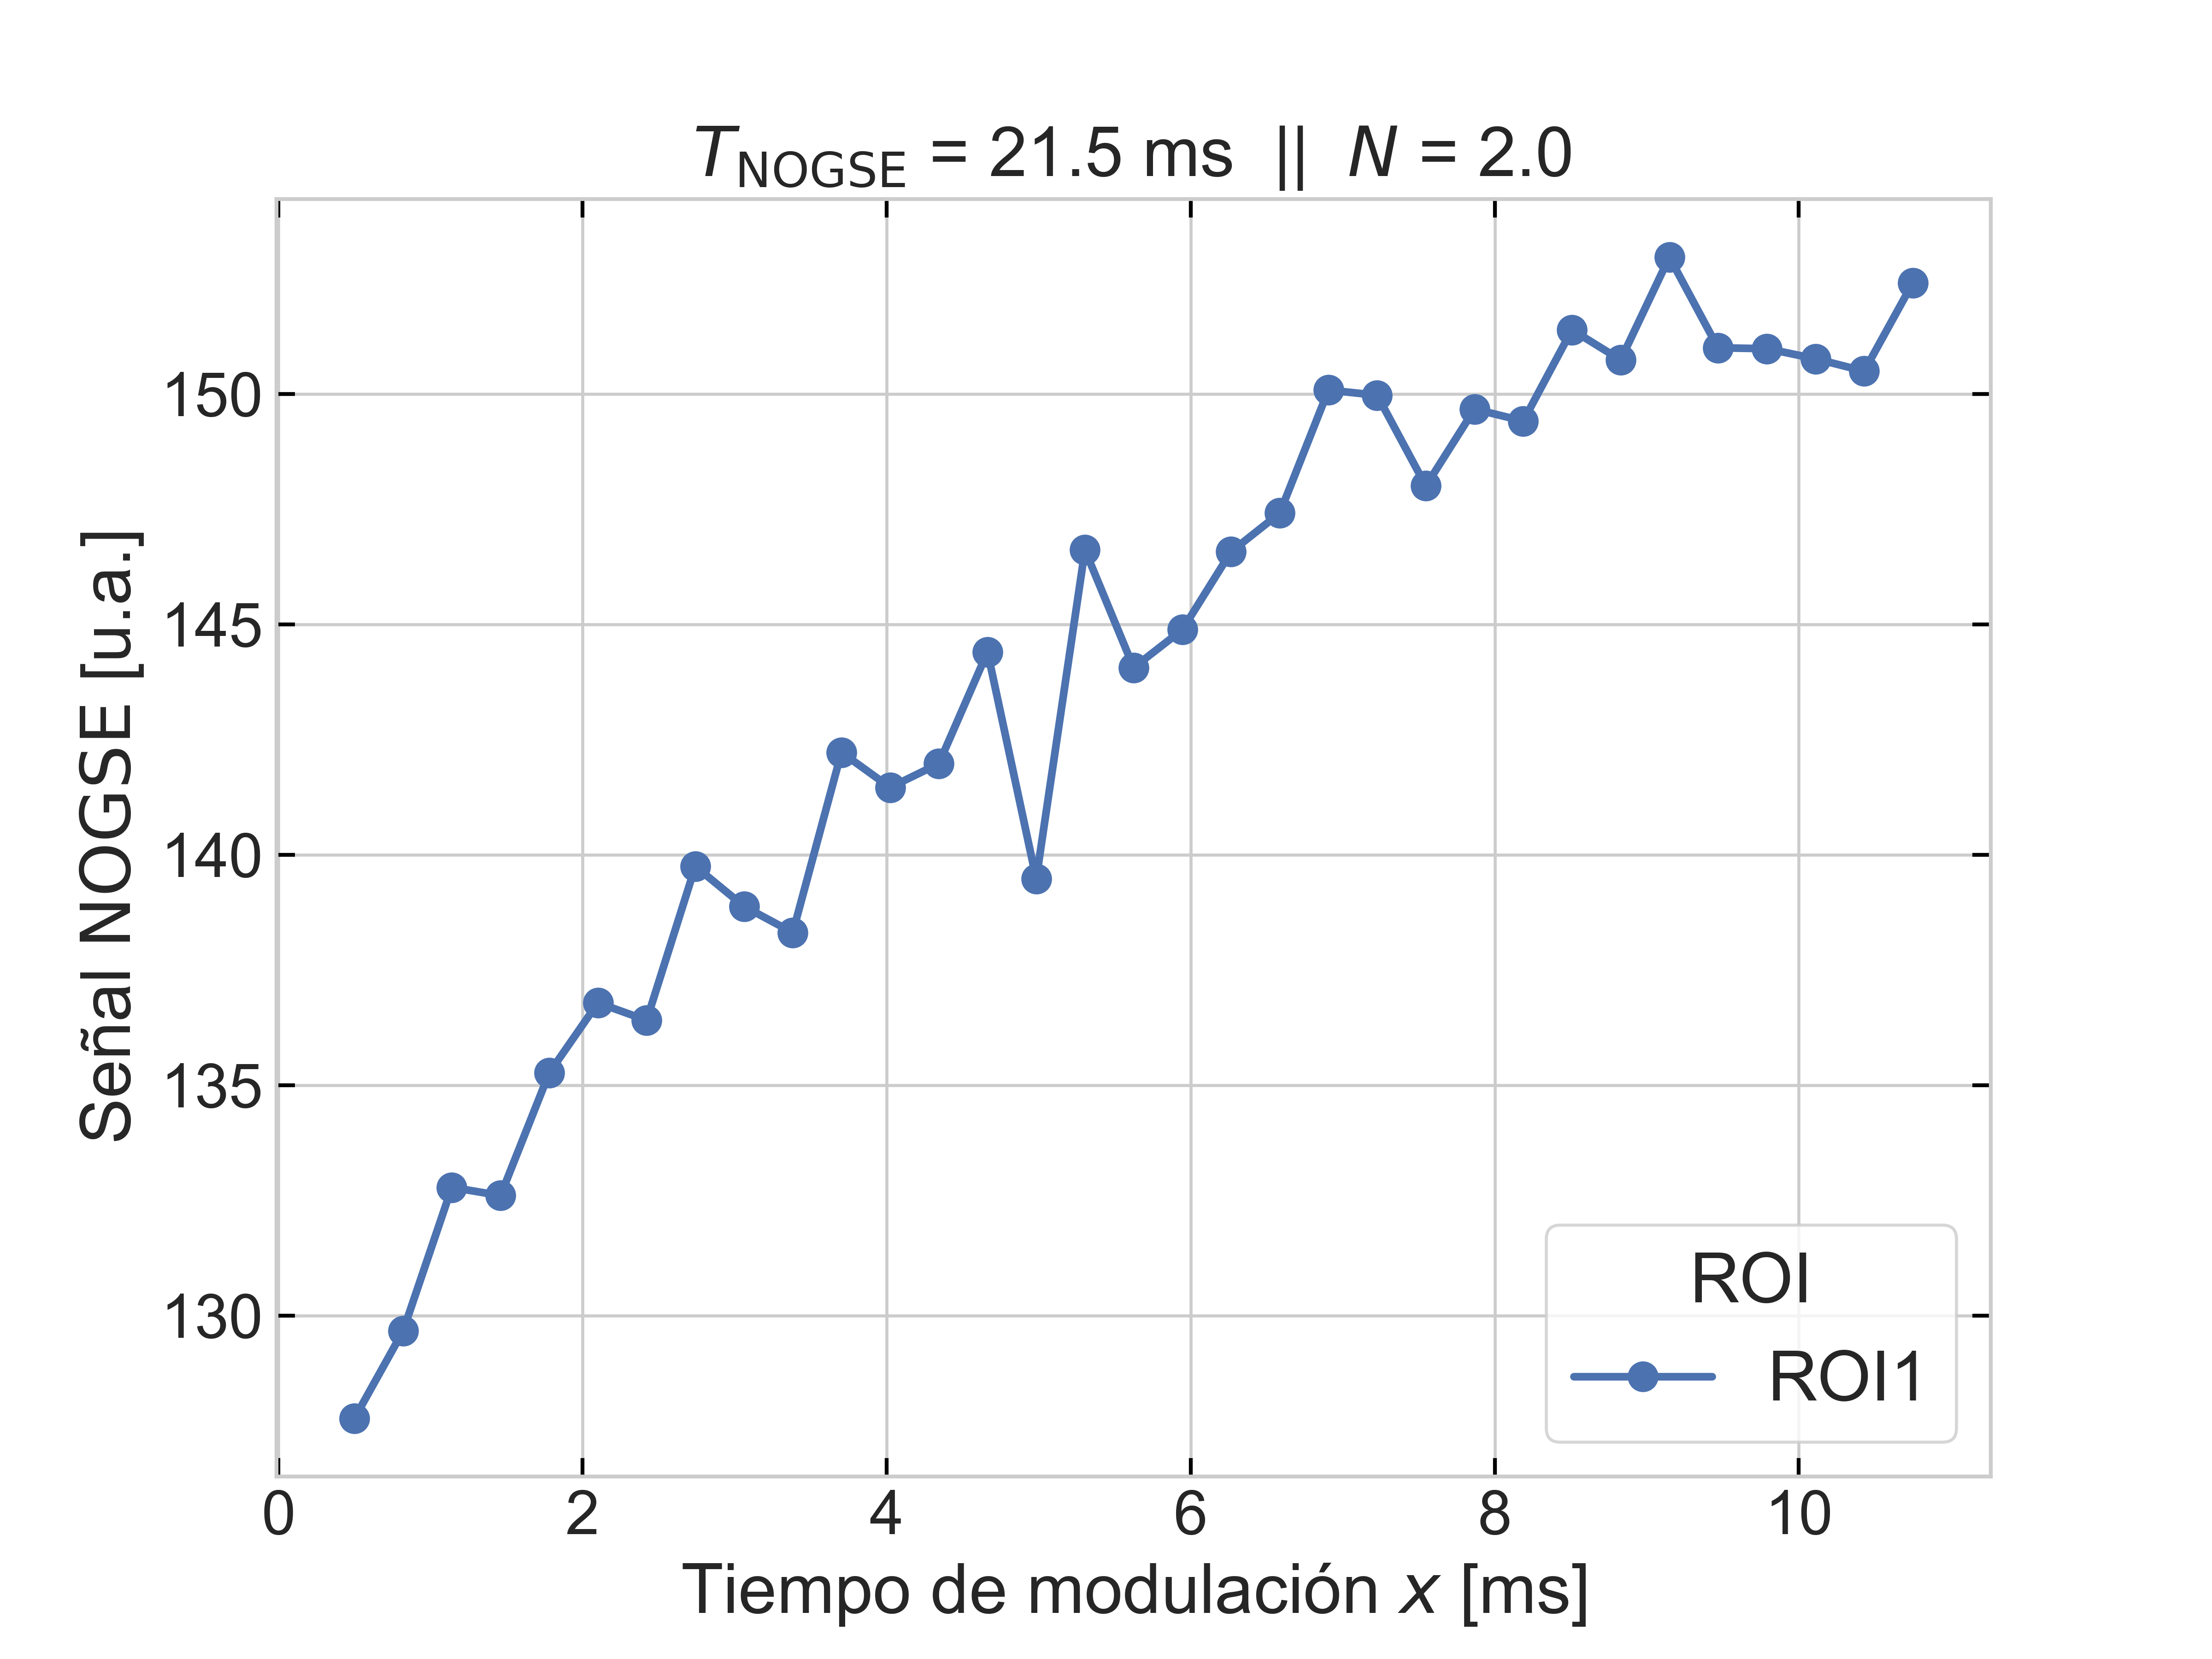 T_NOGSE = 21.5 ms || N = 2.0
Señal NOGSE [u.a.]
150
145
140
135
130
0 2 4 6 8 10
Tiempo de modulación x [ms]
ROI
ROI1